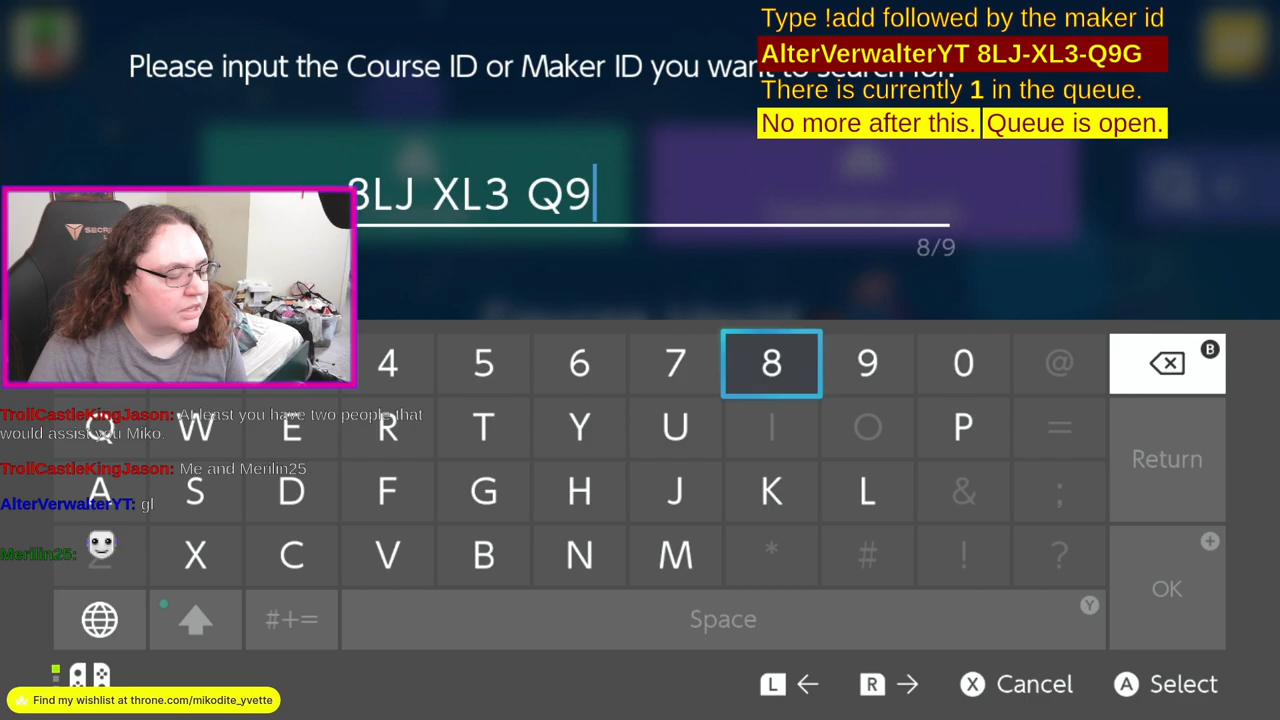 Type !add followed by the maker id
AlterVerwalterYT 8LJ-XL3-Q9G
There is currently 1 in the queue.
No more after this. Queue is open.
Please input the Course ID or Maker ID you want to search for.
8LJ XL3 Q9
8/9
4 5 6 7 8 9 0 @ B
Q W E R T Y U I O P = Return
A S D F G H J K L & ;
Z X C V B N M * # ! ? OK
#+= Space Y
TrollCastleKingJason: At least you have two people that
would assist you Miko.
TrollCastleKingJason: Me and Merilin25
AlterVerwalterYT: gl
Merilin25:
L ← R → X Cancel A Select
Find my wishlist at throne.com/mikodite_yvette